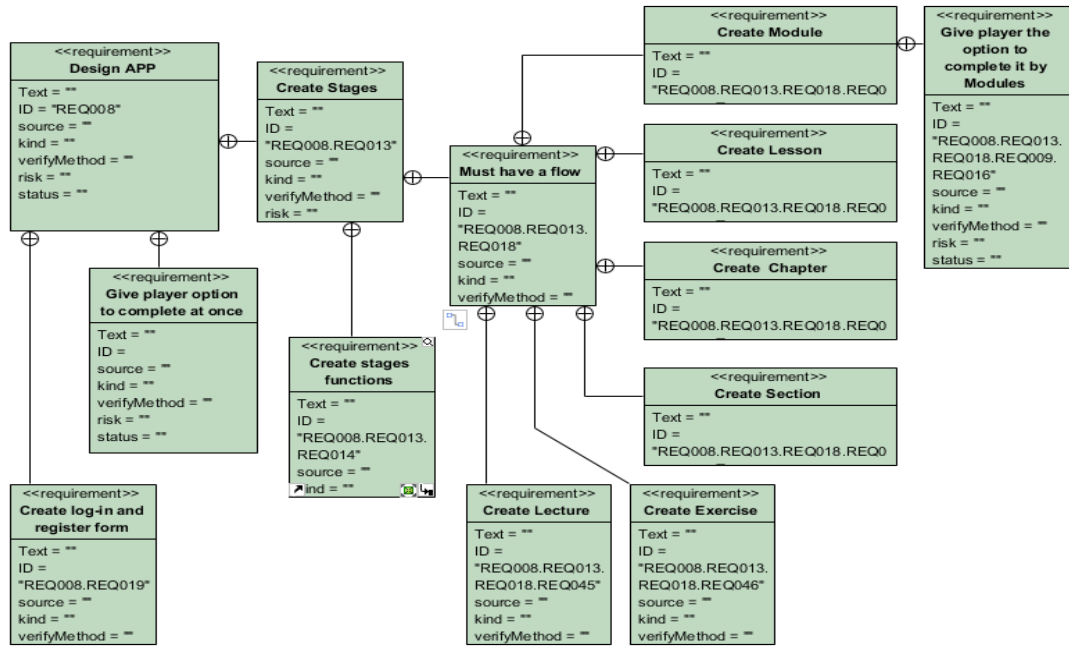 <<requirement>>
Design APP
Text = ""
ID = "REQ008"
source = ""
kind = ""
verifyMethod = ""
risk = ""
status = ""
<<requirement>>
Create Stages
Text = ""
ID =
"REQ008.REQ013"
source = ""
kind = ""
verifyMethod = ""
risk = ""
<<requirement>>
Must have a flow
Text = ""
ID =
"REQ008.REQ013.
REQ018"
source = ""
kind = ""
verifyMethod = ""
<<requirement>>
Create Module
Text = ""
ID =
"REQ008.REQ013.REQ018.REQ0
<<requirement>>
Give player the
option to
complete it by
Modules
Text = ""
ID =
"REQ008.REQ013.
REQ018.REQ009.
REQ016"
source = ""
kind = ""
verifyMethod = ""
risk = ""
status = ""
<<requirement>>
Create Lesson
Text = ""
ID =
"REQ008.REQ013.REQ018.REQ0
<<requirement>>
Create Chapter
Text = ""
ID =
"REQ008.REQ013.REQ018.REQ0
<<requirement>>
Create Section
Text = ""
ID =
"REQ008.REQ013.REQ018.REQ0
<<requirement>>
Give player option
to complete at once
Text = ""
ID =
source = ""
kind = ""
verifyMethod = ""
risk = ""
status = ""
<<requirement>>
Create stages
functions
Text = ""
ID =
"REQ008.REQ013.
REQ014"
source = ""
ind = ""
<<requirement>>
Create log-in and
register form
Text = ""
ID =
"REQ008.REQ019"
source = ""
kind = ""
verifyMethod = ""
<<requirement>>
Create Lecture
Text = ""
ID =
"REQ008.REQ013.
REQ018.REQ045"
source = ""
kind = ""
verifyMethod = ""
<<requirement>>
Create Exercise
Text = ""
ID =
"REQ008.REQ013.
REQ018.REQ046"
source = ""
kind = ""
verifyMethod = ""